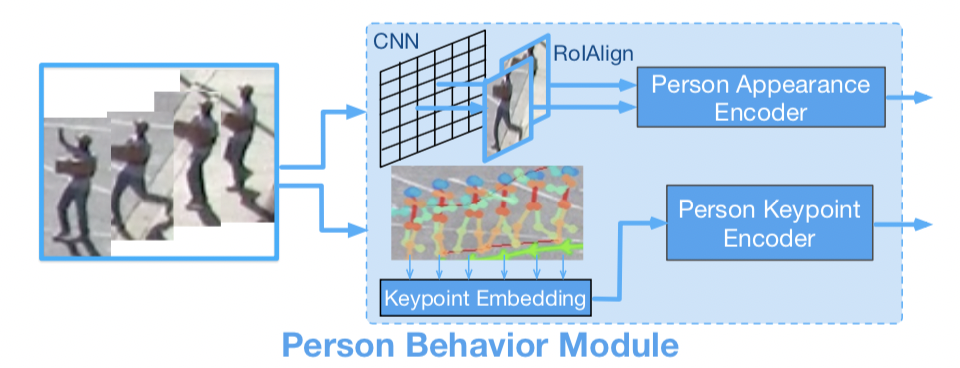 CNN
RoIAlign
Person Appearance
Encoder
Person Keypoint
Encoder
Keypoint Embedding
Person Behavior Module